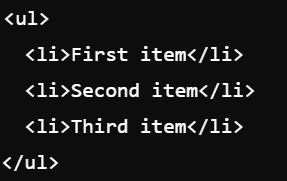 <ul>
  <li>First item</li>
  <li>Second item</li>
  <li>Third item</li>
</ul>